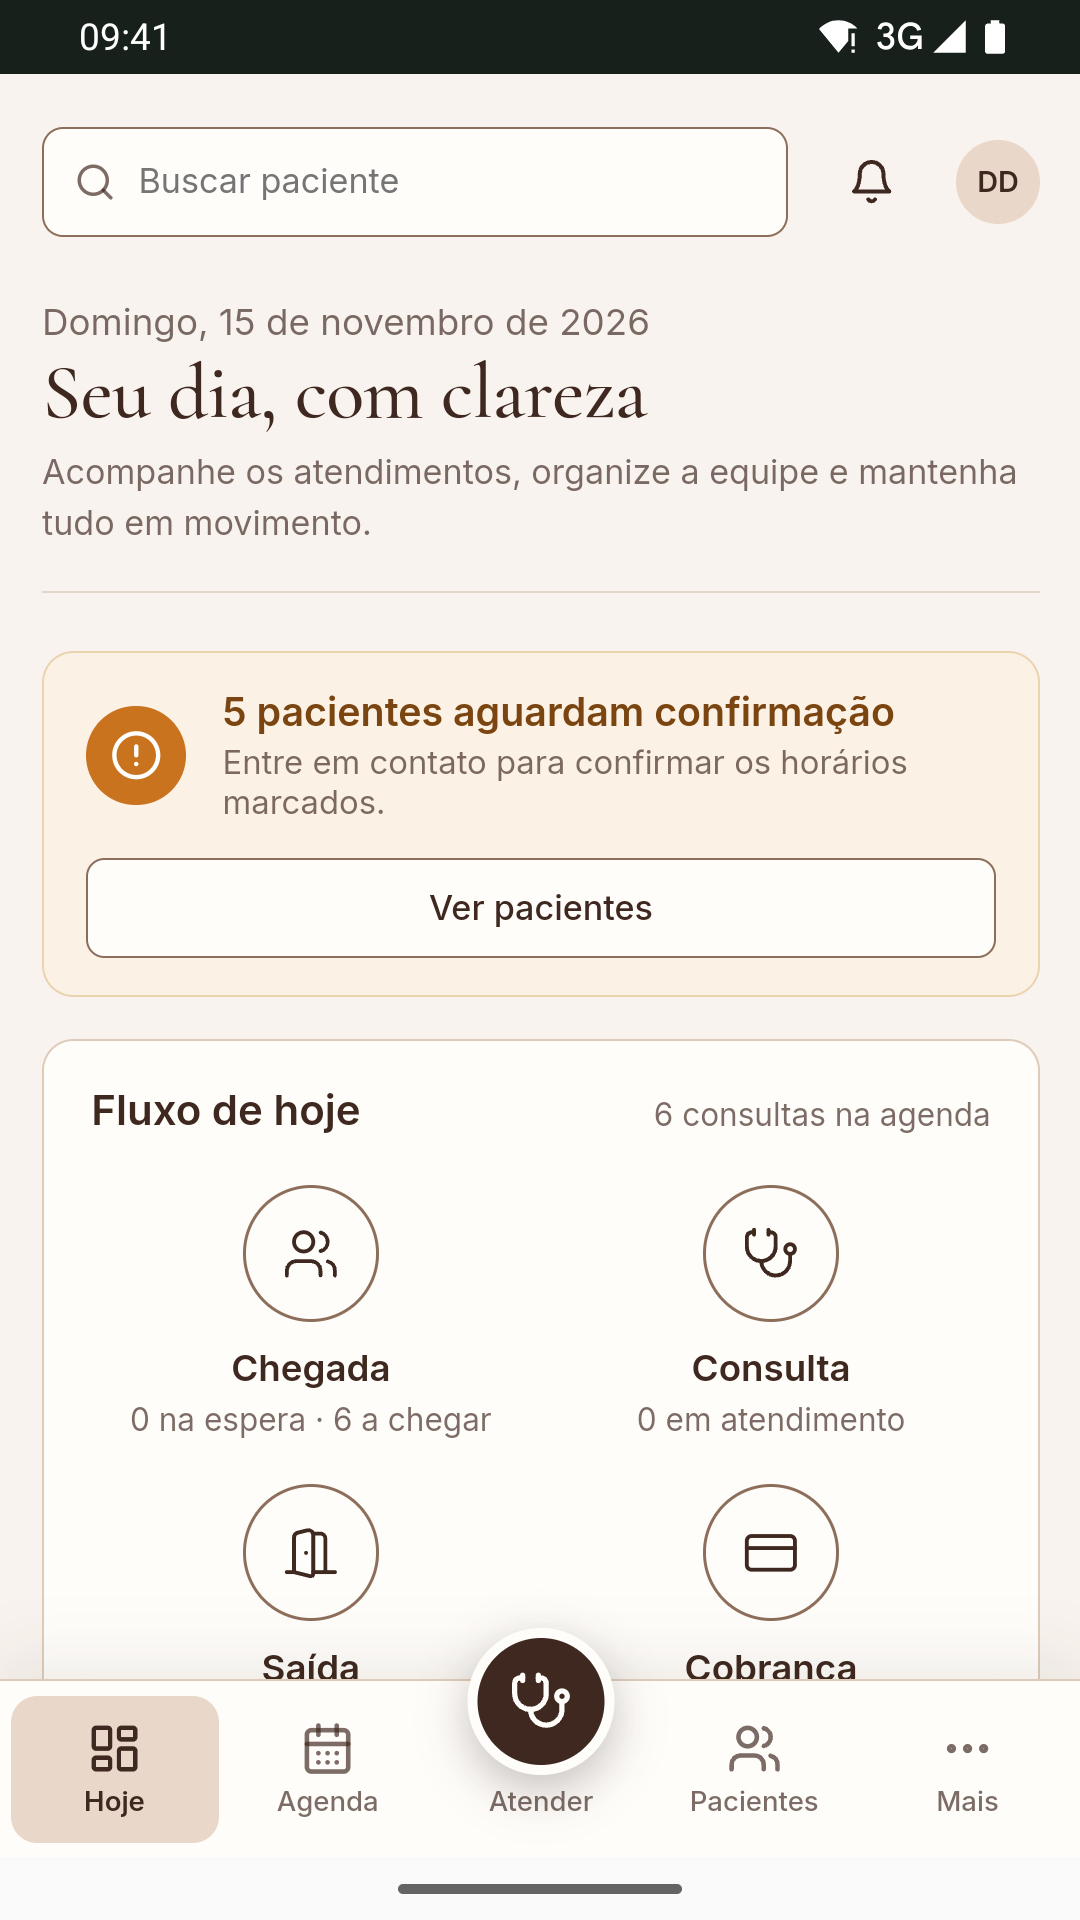 09:41
3G
Buscar paciente
DD
Domingo, 15 de novembro de 2026
Seu dia, com clareza
Acompanhe os atendimentos, organize a equipe e mantenha
tudo em movimento.
5 pacientes aguardam confirmação
Entre em contato para confirmar os horários
marcados.
Ver pacientes
Fluxo de hoje
6 consultas na agenda
Chegada
0 na espera · 6 a chegar
Consulta
0 em atendimento
Saída
Cobrança
Hoje
Agenda
Atender
Pacientes
Mais